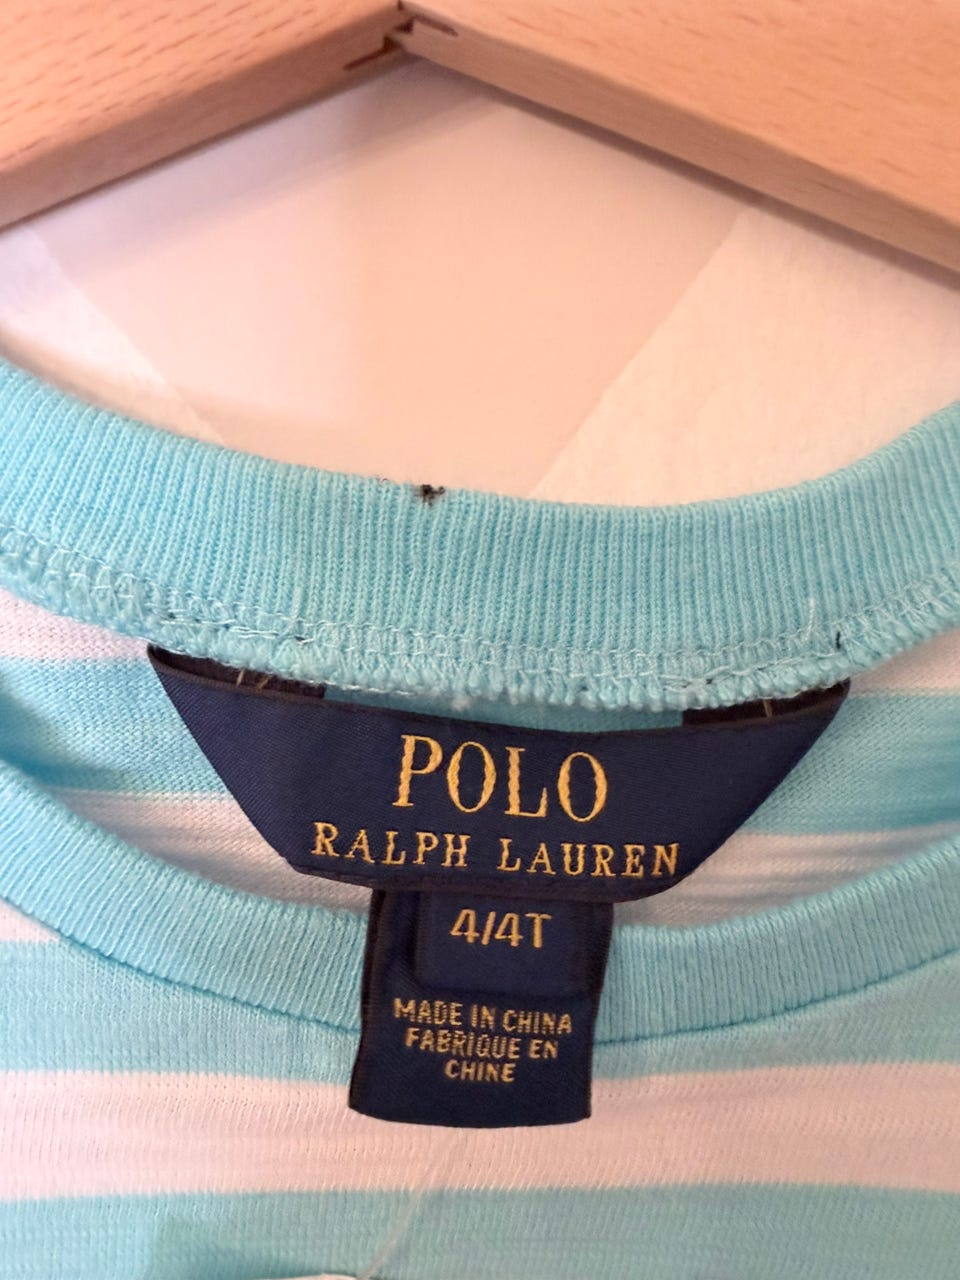 POLO
RALPH LAUREN
4/4T
MADE IN CHINA
FABRIQUE EN
CHINE